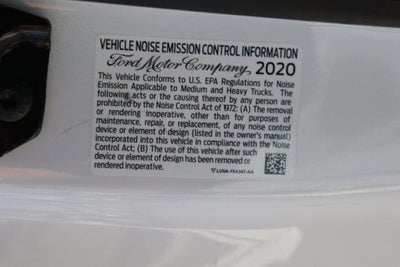 VEHICLE NOISE EMISSION CONTROL INFORMATION
Ford Motor Company 2020
This Vehicle Conforms to U.S. EPA Regulations for Noise
Emission Applicable to Medium and Heavy Trucks. The
following acts or the causing thereof by any person are
prohibited by the Noise Control Act of 1972: (A) The removal
or rendering inoperative, other than for purposes of
maintenance, repair, or replacement, of any noise control
device or element of design (listed in the owner's manual)
incorporated into this vehicle in compliance with the Noise
Control Act; (B) The use of this vehicle after such
device or element of design has been removed or
rendered inoperative.
LU5A-19A347-AA